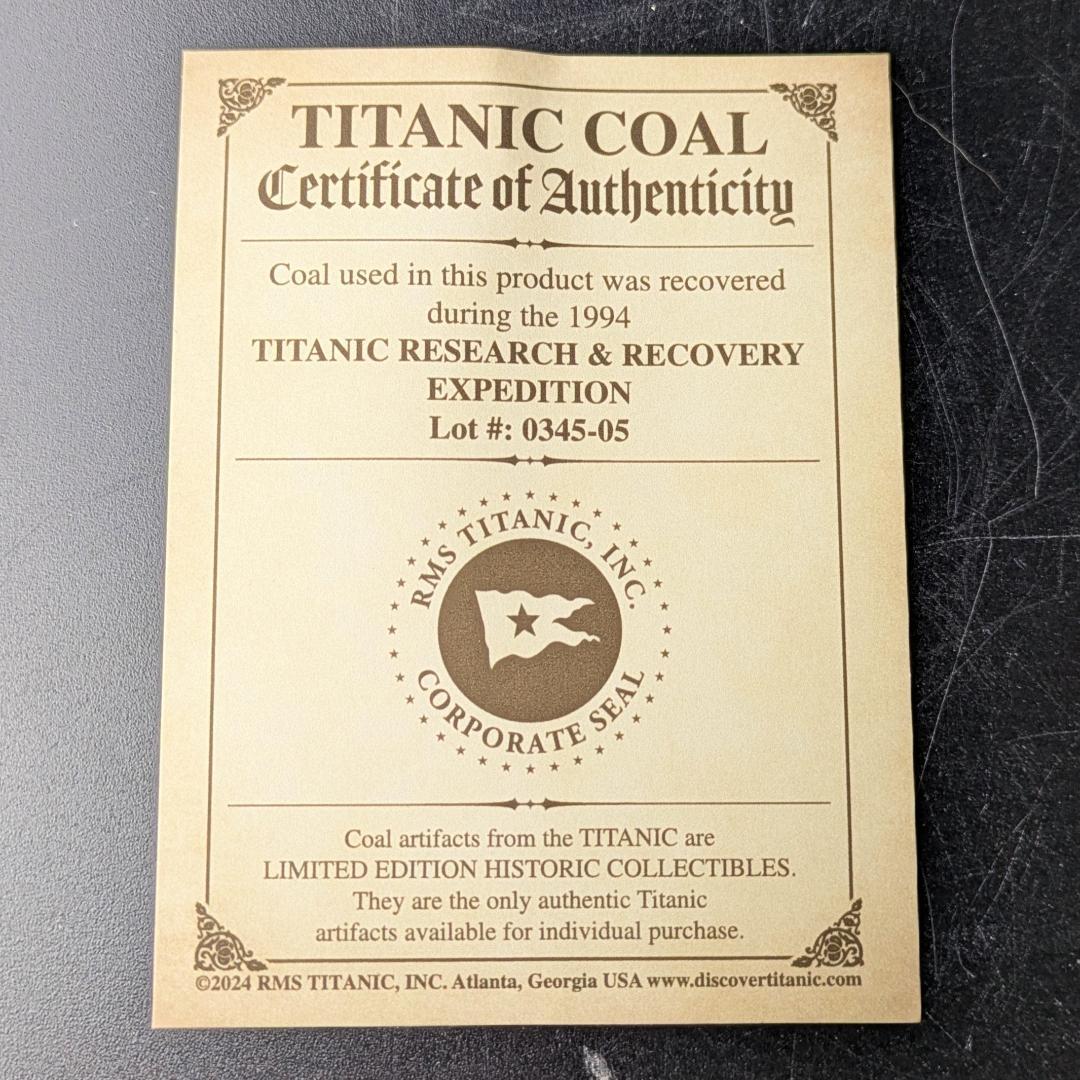 TITANIC COAL
Certificate of Authenticity
Coal used in this product was recovered
during the 1994
TITANIC RESEARCH & RECOVERY
EXPEDITION
Lot #: 0345-05
RMS TITANIC, INC.
CORPORATE SEAL
Coal artifacts from the TITANIC are
LIMITED EDITION HISTORIC COLLECTIBLES.
They are the only authentic Titanic
artifacts available for individual purchase.
©2024 RMS TITANIC, INC. Atlanta, Georgia USA www.discovertitanic.com